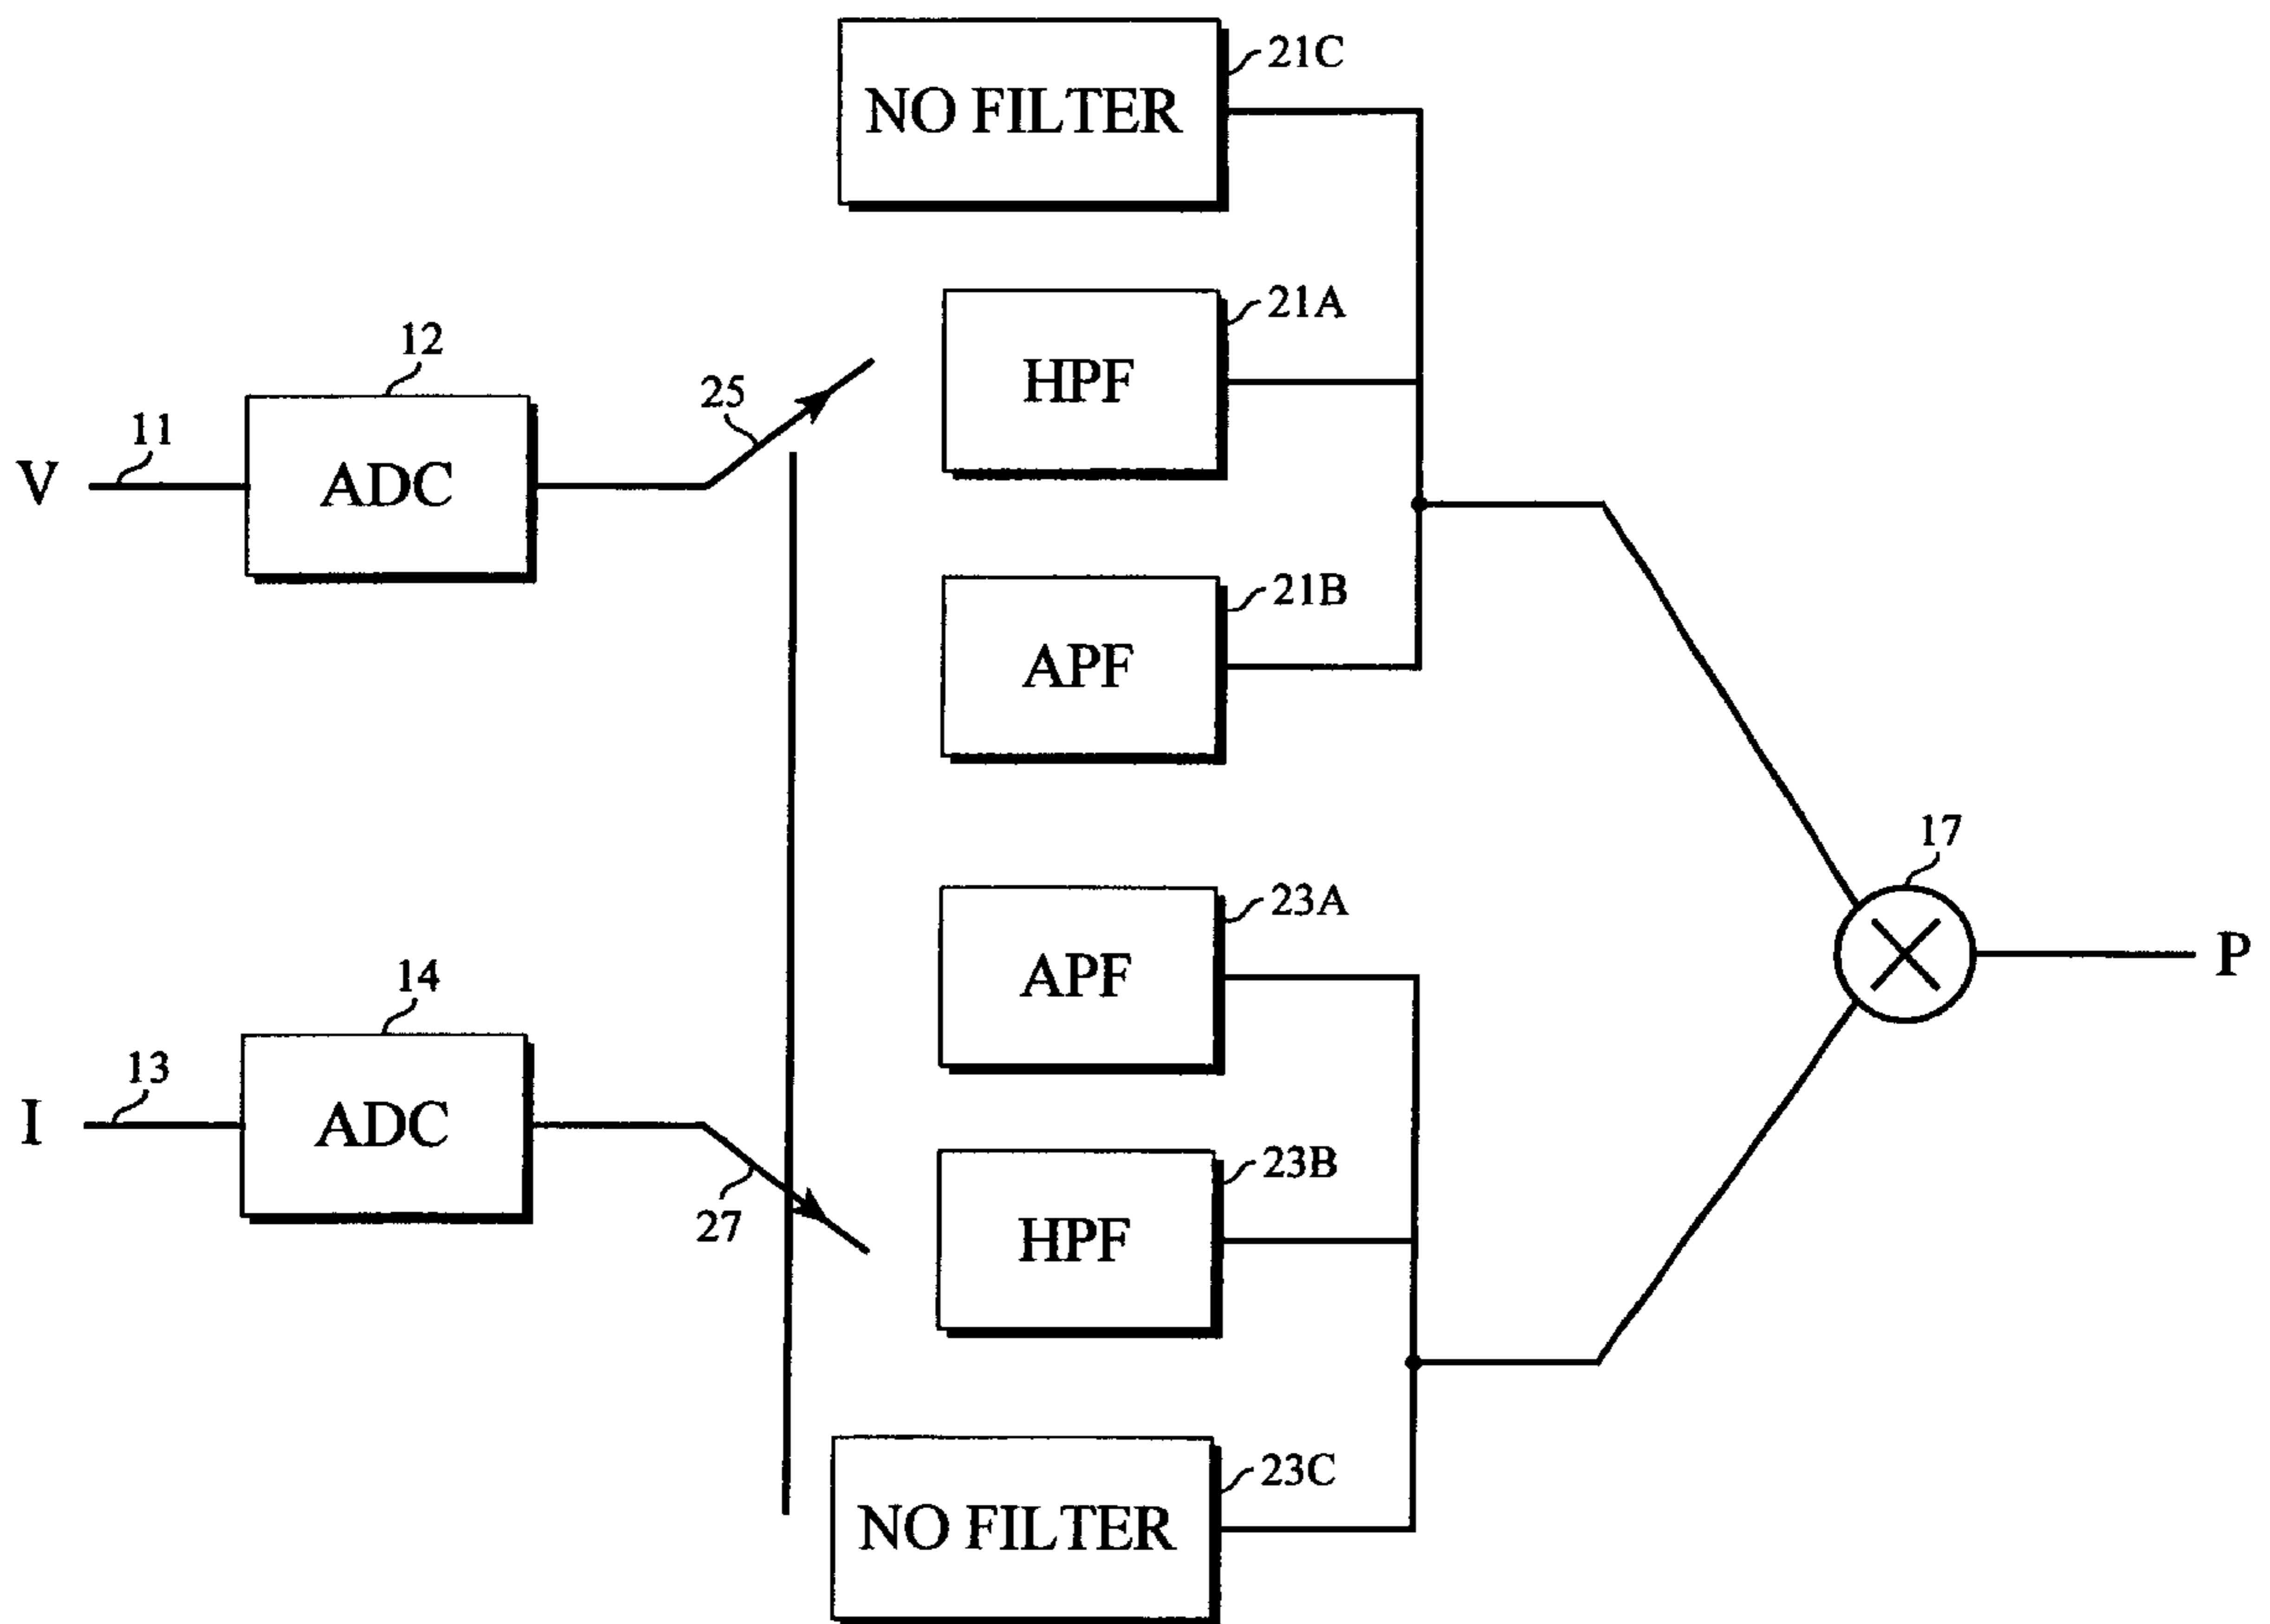 21C
NO FILTER
21A
HPF
12
25
11
V
ADC
21B
APF
17
23A
APF
P
14
13
I
ADC
23B
27
HPF
23C
NO FILTER